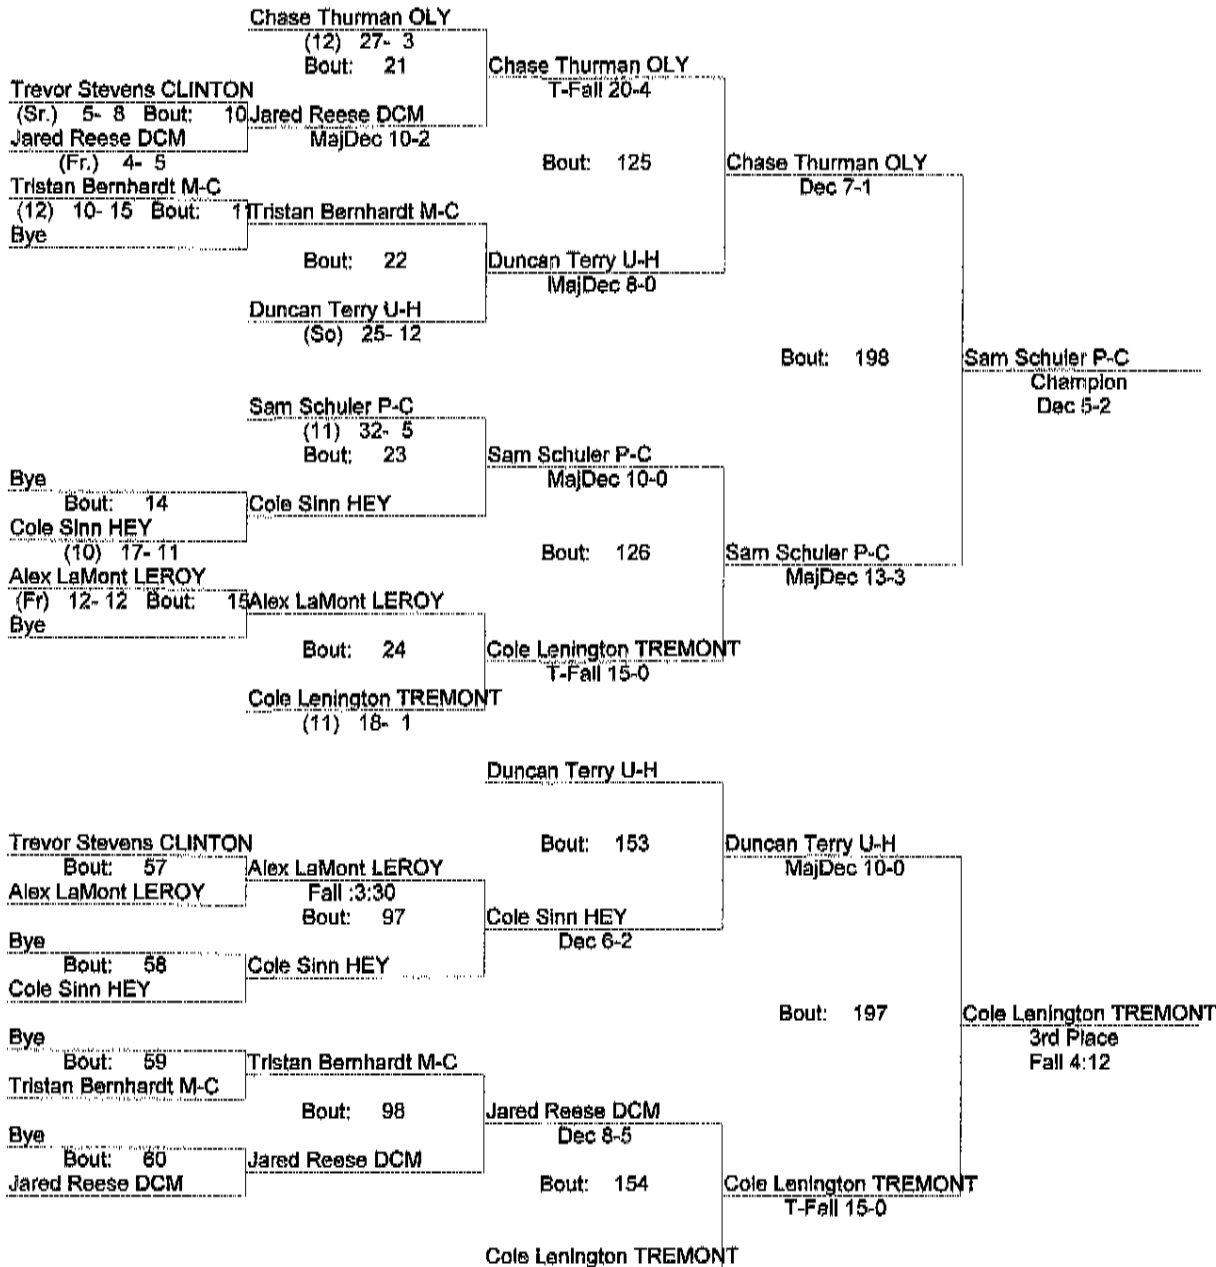 Chase Thurman OLY
(12) 27- 3
Bout: 21
Chase Thurman OLY
T-Fall 20-4
Trevor Stevens CLINTON
(Sr.) 5- 8 Bout: 10
Jared Reese DCM
MajDec 10-2
Jared Reese DCM
(Fr.) 4- 5
Bout: 125
Chase Thurman OLY
Dec 7-1
Tristan Bernhardt M-C
(12) 10- 15 Bout: 11
Tristan Bernhardt M-C
Bye
Bout: 22
Duncan Terry U-H
MajDec 8-0
Duncan Terry U-H
(So) 25- 12
Bout: 198
Sam Schuler P-C
Champion
Dec 5-2
Sam Schuler P-C
(11) 32- 5
Bout: 23
Sam Schuler P-C
MajDec 10-0
Bye
Bout: 14
Cole Sinn HEY
Cole Sinn HEY
(10) 17- 11
Bout: 126
Sam Schuler P-C
MajDec 13-3
Alex LaMont LEROY
(Fr) 12- 12 Bout: 15
Alex LaMont LEROY
Bye
Bout: 24
Cole Lenington TREMONT
T-Fall 15-0
Cole Lenington TREMONT
(11) 18- 1
Duncan Terry U-H
Trevor Stevens CLINTON
Bout: 57
Alex LaMont LEROY
Alex LaMont LEROY
Fall :3:30
Bout: 153
Duncan Terry U-H
MajDec 10-0
Bout: 97
Cole Sinn HEY
Dec 6-2
Bye
Bout: 58
Cole Sinn HEY
Cole Sinn HEY
Bout: 197
Cole Lenington TREMONT
3rd Place
Fall 4:12
Bye
Bout: 59
Tristan Bernhardt M-C
Tristan Bernhardt M-C
Bout: 98
Jared Reese DCM
Dec 8-5
Bye
Bout: 60
Jared Reese DCM
Jared Reese DCM
Bout: 154
Cole Lenington TREMONT
T-Fall 15-0
Cole Lenington TREMONT